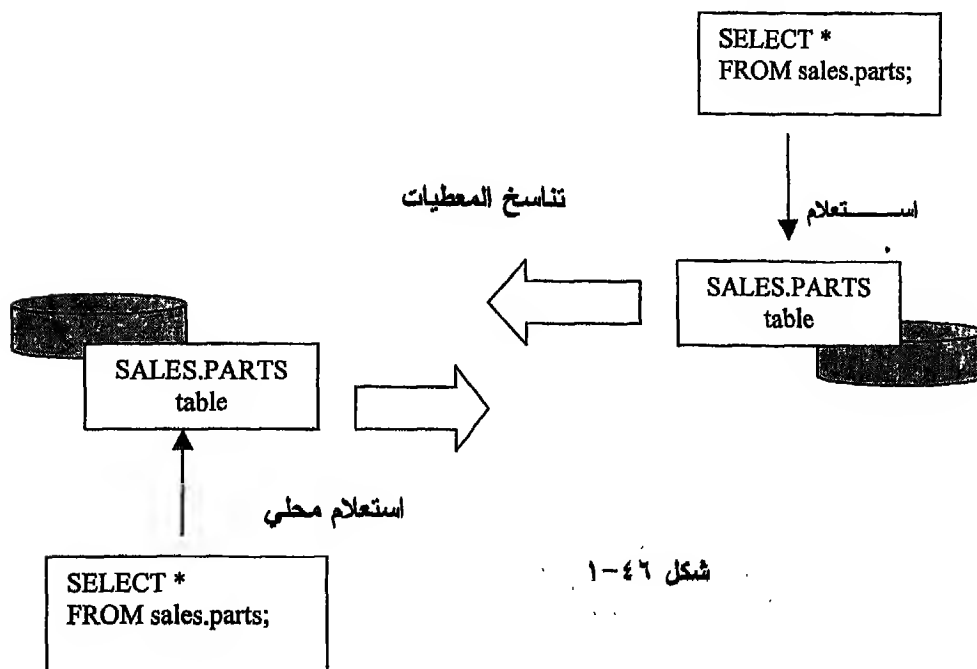 SELECT *
FROM sales.parts;
تناسخ المعطيات
استعلام
SALES.PARTS
table
SALES.PARTS
table
استعلام محلي
SELECT *
FROM sales.parts;
شكل ٤٦-١